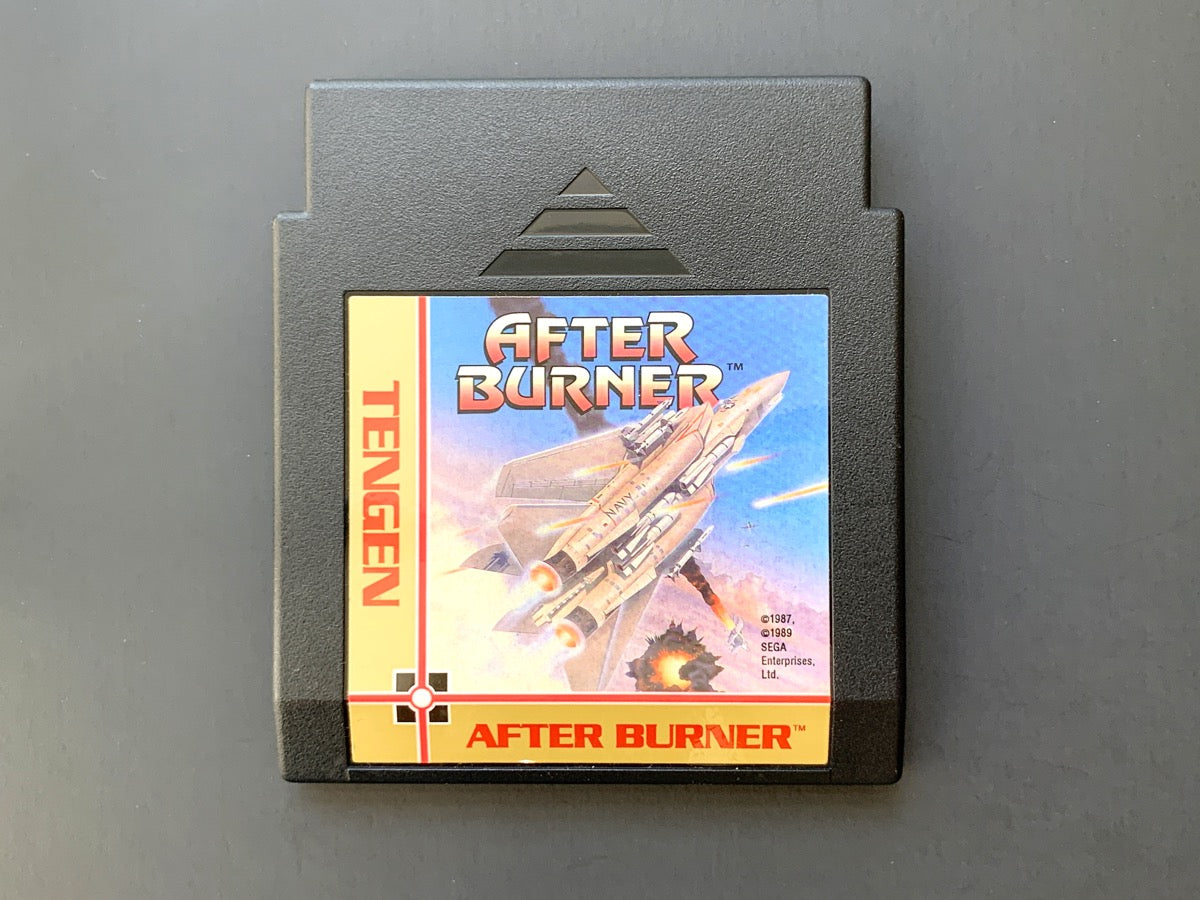 AFTER
BURNER™
TENGEN
NAVY
©1987,
©1989
SEGA
Enterprises,
Ltd.
AFTER BURNER™